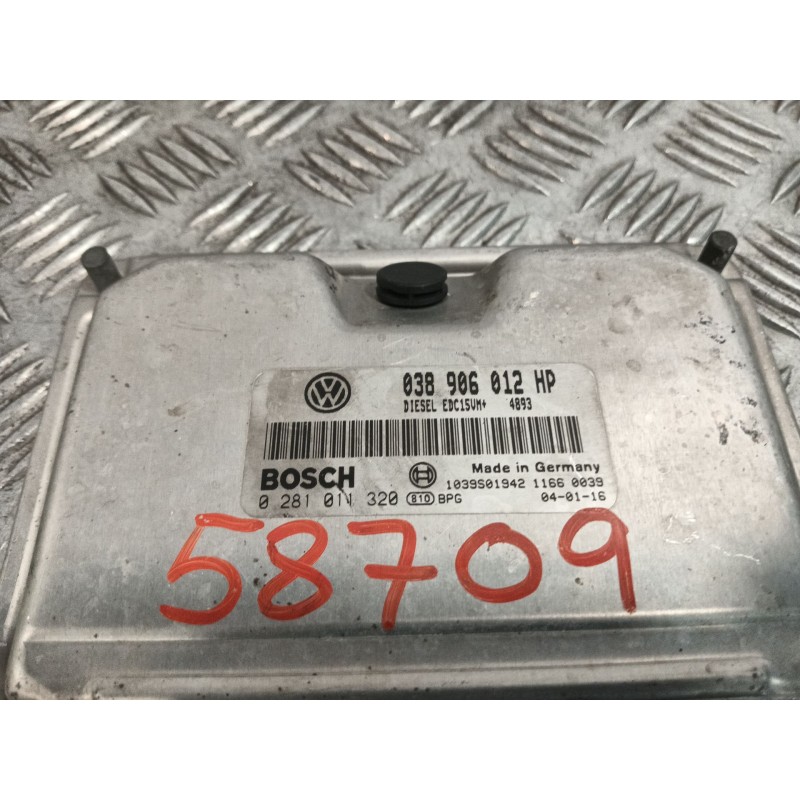 038 906 012 HP
DIESEL EDC15VM+ 4893
BOSCH Made in Germany
1039S01942 1166 0039
0 281 011 320 810 BPG 04-01-16
58709